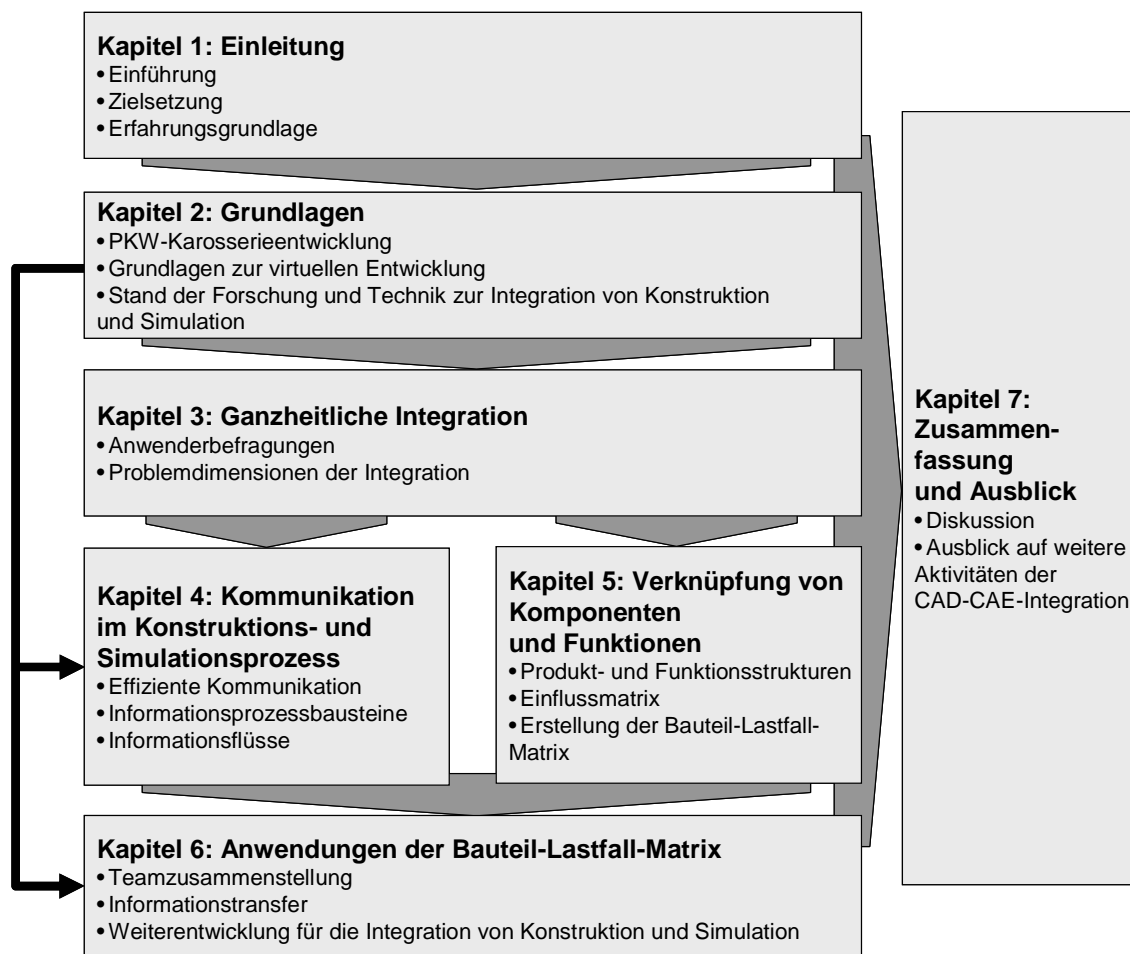 Kapitel 1: Einleitung
• Einführung
• Zielsetzung
• Erfahrungsgrundlage
Kapitel 2: Grundlagen
• PKW-Karosserieentwicklung
• Grundlagen zur virtuellen Entwicklung
• Stand der Forschung und Technik zur Integration von Konstruktion
und Simulation
Kapitel 3: Ganzheitliche Integration
• Anwenderbefragungen
• Problemdimensionen der Integration
Kapitel 4: Kommunikation
im Konstruktions- und
Simulationsprozess
• Effiziente Kommunikation
• Informationsprozessbausteine
• Informationsflüsse
Kapitel 5: Verknüpfung von
Komponenten
und Funktionen
• Produkt- und Funktionsstrukturen
• Einflussmatrix
• Erstellung der Bauteil-Lastfall-
Matrix
Kapitel 6: Anwendungen der Bauteil-Lastfall-Matrix
• Teamzusammenstellung
• Informationstransfer
• Weiterentwicklung für die Integration von Konstruktion und Simulation
Kapitel 7:
Zusammen-
fassung
und Ausblick
• Diskussion
• Ausblick auf weitere
Aktivitäten der
CAD-CAE-Integration